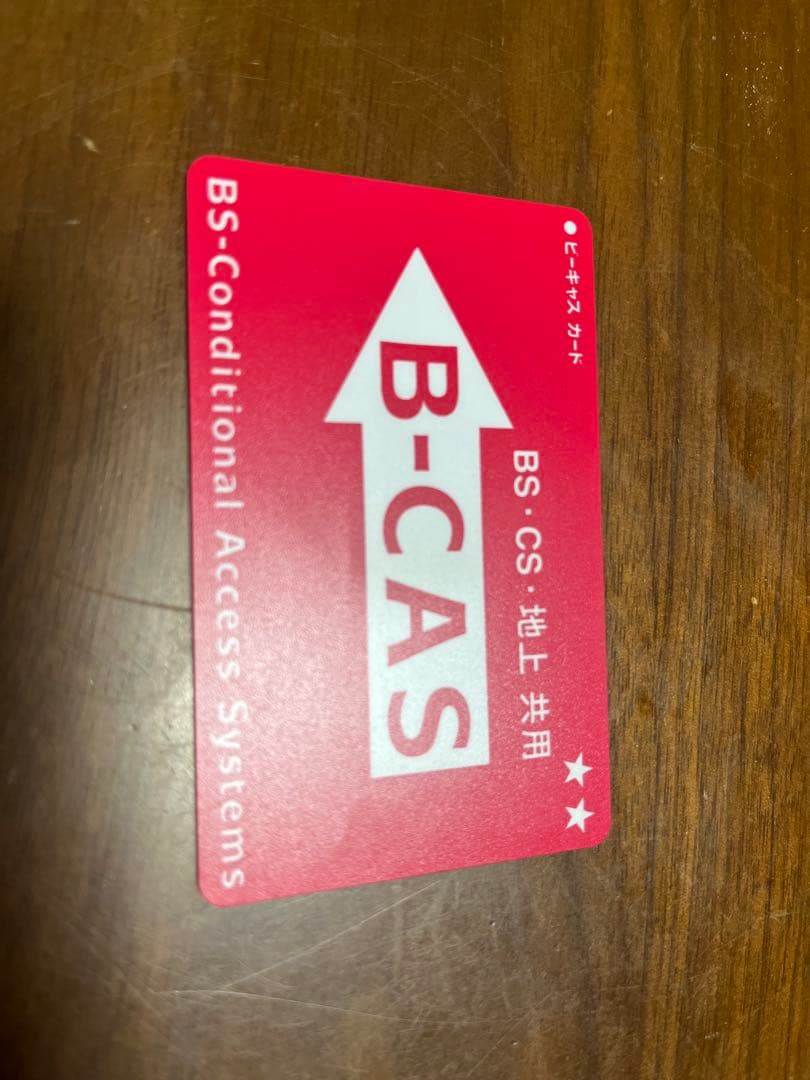 ●ビーキャス カード
BS・CS・地上 共用
★★
B-CAS
BS-Conditional Access Systems